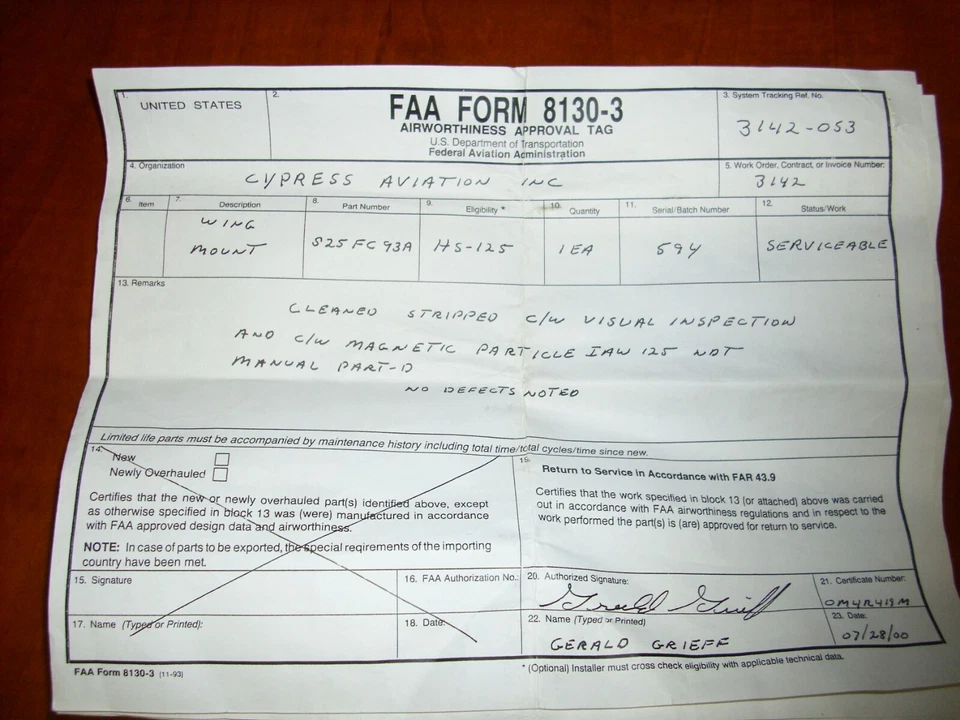 1.
UNITED STATES
2.
FAA FORM 8130-3
AIRWORTHINESS APPROVAL TAG
U.S. Department of Transportation
Federal Aviation Administration
3. System Tracking Ref. No.
3142-053
4. Organization
CYPRESS AVIATION INC
5. Work Order, Contract, or Invoice Number:
3142
6. Item
7. Description
8. Part Number
9. Eligibility *
10. Quantity
11. Serial/Batch Number
12. Status/Work
WING
MOUNT
S25FC93A
HS-125
1EA
594
SERVICEABLE
13. Remarks
CLEANED STRIPPED C/W VISUAL INSPECTION
AND C/W MAGNETIC PARTICLE IAW 125 NDT
MANUAL PART-D
NO DEFECTS NOTED
Limited life parts must be accompanied by maintenance history including total time/total cycles/time since new.
14.
New
Newly Overhauled
Certifies that the new or newly overhauled part(s) identified above, except
as otherwise specified in block 13 was (were) manufactured in accordance
with FAA approved design data and airworthiness.
NOTE: In case of parts to be exported, the special reqirements of the importing
country have been met.
19.
Return to Service in Accordance with FAR 43.9
Certifies that the work specified in block 13 (or attached) above was carried
out in accordance with FAA airworthiness regulations and in respect to the
work performed the part(s) is (are) approved for return to service.
15. Signature
16. FAA Authorization No.:
20. Authorized Signature:
Gerald Grieff
21. Certificate Number:
OM4R419M
17. Name (Typed or Printed):
18. Date:
22. Name (Typed or Printed)
GERALD GRIEFF
23. Date:
07/28/00
FAA Form 8130-3 (11-93)
* (Optional) Installer must cross check eligibility with applicable technical data.